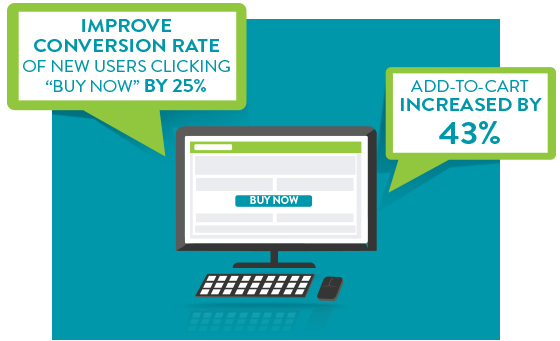 IMPROVE
CONVERSION RATE
OF NEW USERS CLICKING
“BUY NOW” BY 25%
ADD-TO-CART
INCREASED BY
43%
BUY NOW